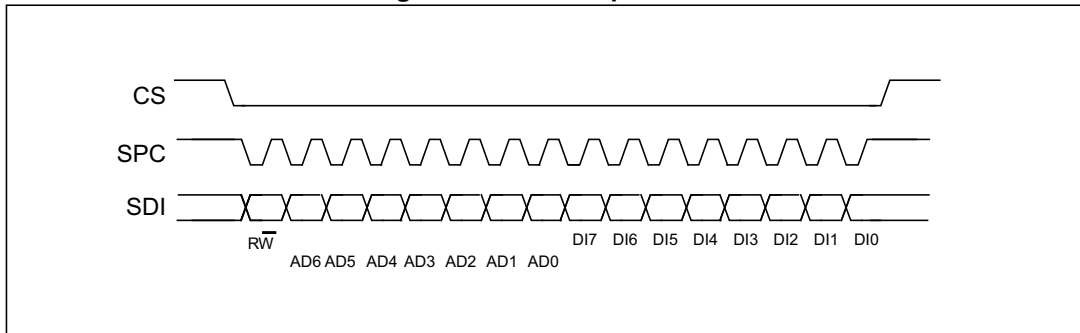 CS
SPC
SDI
RW̅
DI7 DI6 DI5 DI4 DI3 DI2 DI1 DI0
AD6 AD5 AD4 AD3 AD2 AD1 AD0